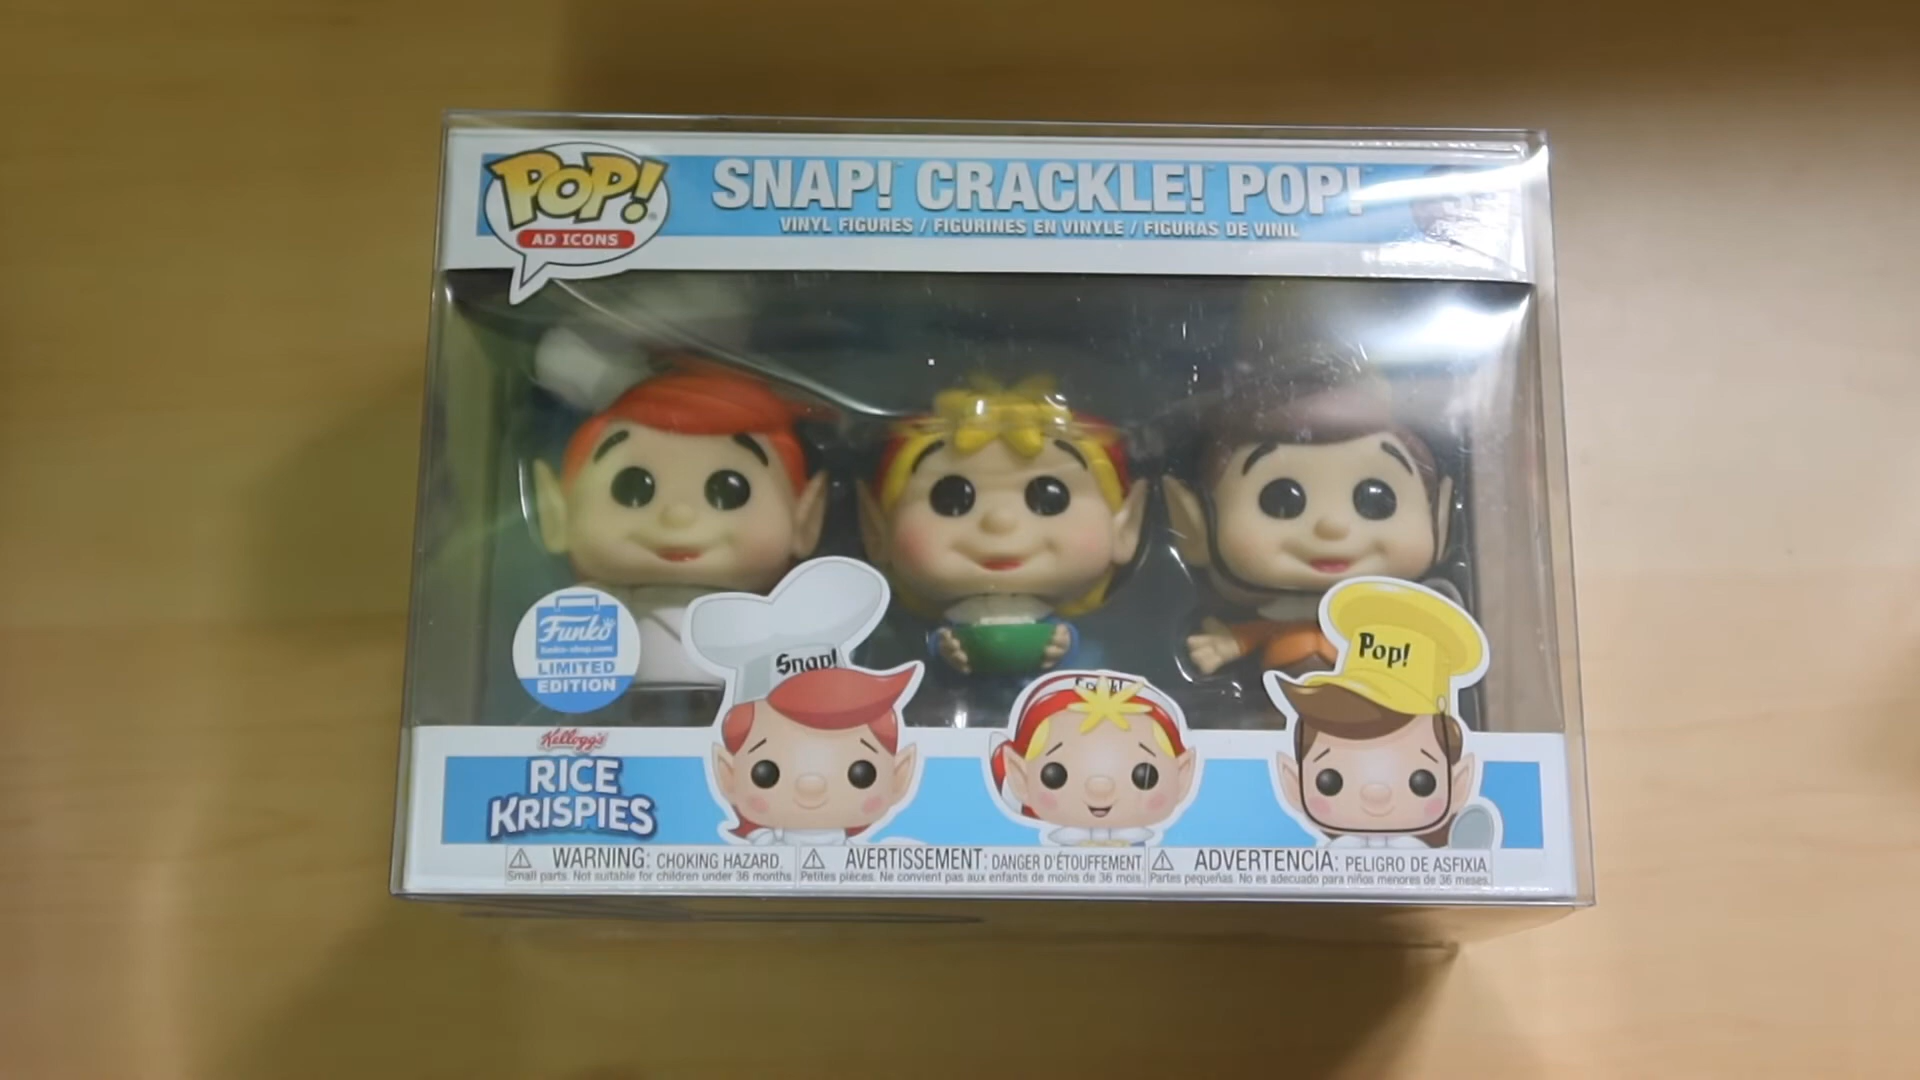 POP!
AD ICONS
SNAP! CRACKLE! POP!
VINYL FIGURES / FIGURINES EN VINYLE / FIGURAS DE VINIL
Funko
funko-shop.com
LIMITED
EDITION
Snap!
Pop!
Kellogg's
RICE
KRISPIES
WARNING: CHOKING HAZARD.
Small parts. Not suitable for children under 36 months.
AVERTISSEMENT: DANGER D'ÉTOUFFEMENT.
Petites pièces. Ne convient pas aux enfants de moins de 36 mois.
ADVERTENCIA: PELIGRO DE ASFIXIA.
Partes pequeñas. No es adecuado para niños menores de 36 meses.